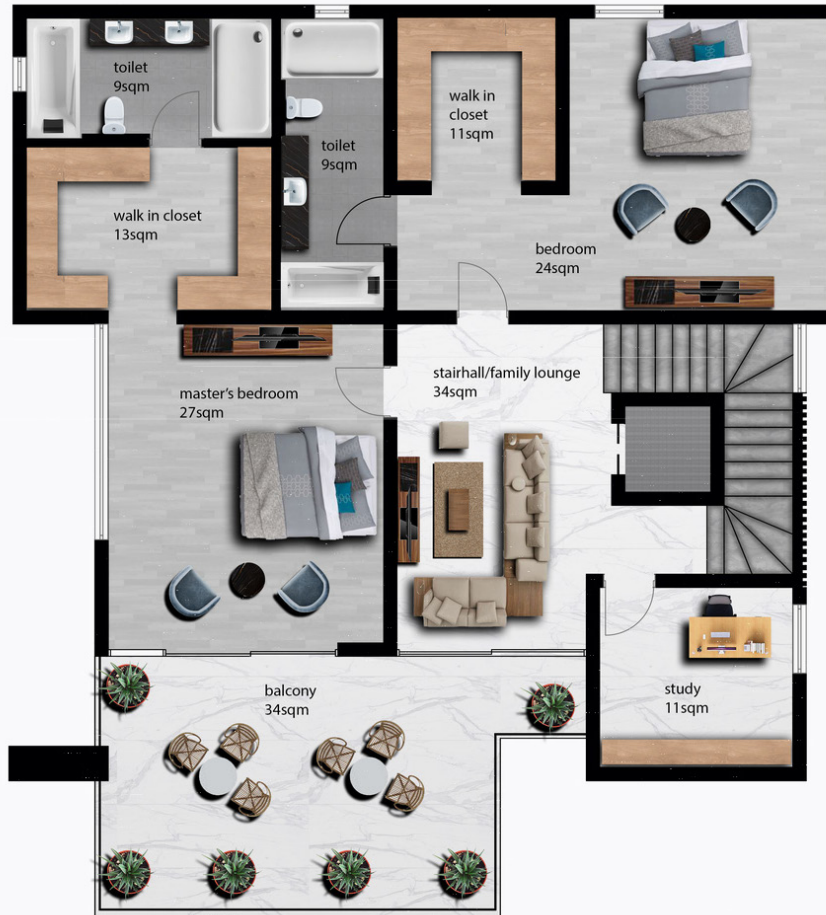 toilet
9sqm
toilet
9sqm
walk in
closet
11sqm
walk in closet
13sqm
bedroom
24sqm
master's bedroom
27sqm
stairhall/family lounge
34sqm
balcony
34sqm
study
11sqm